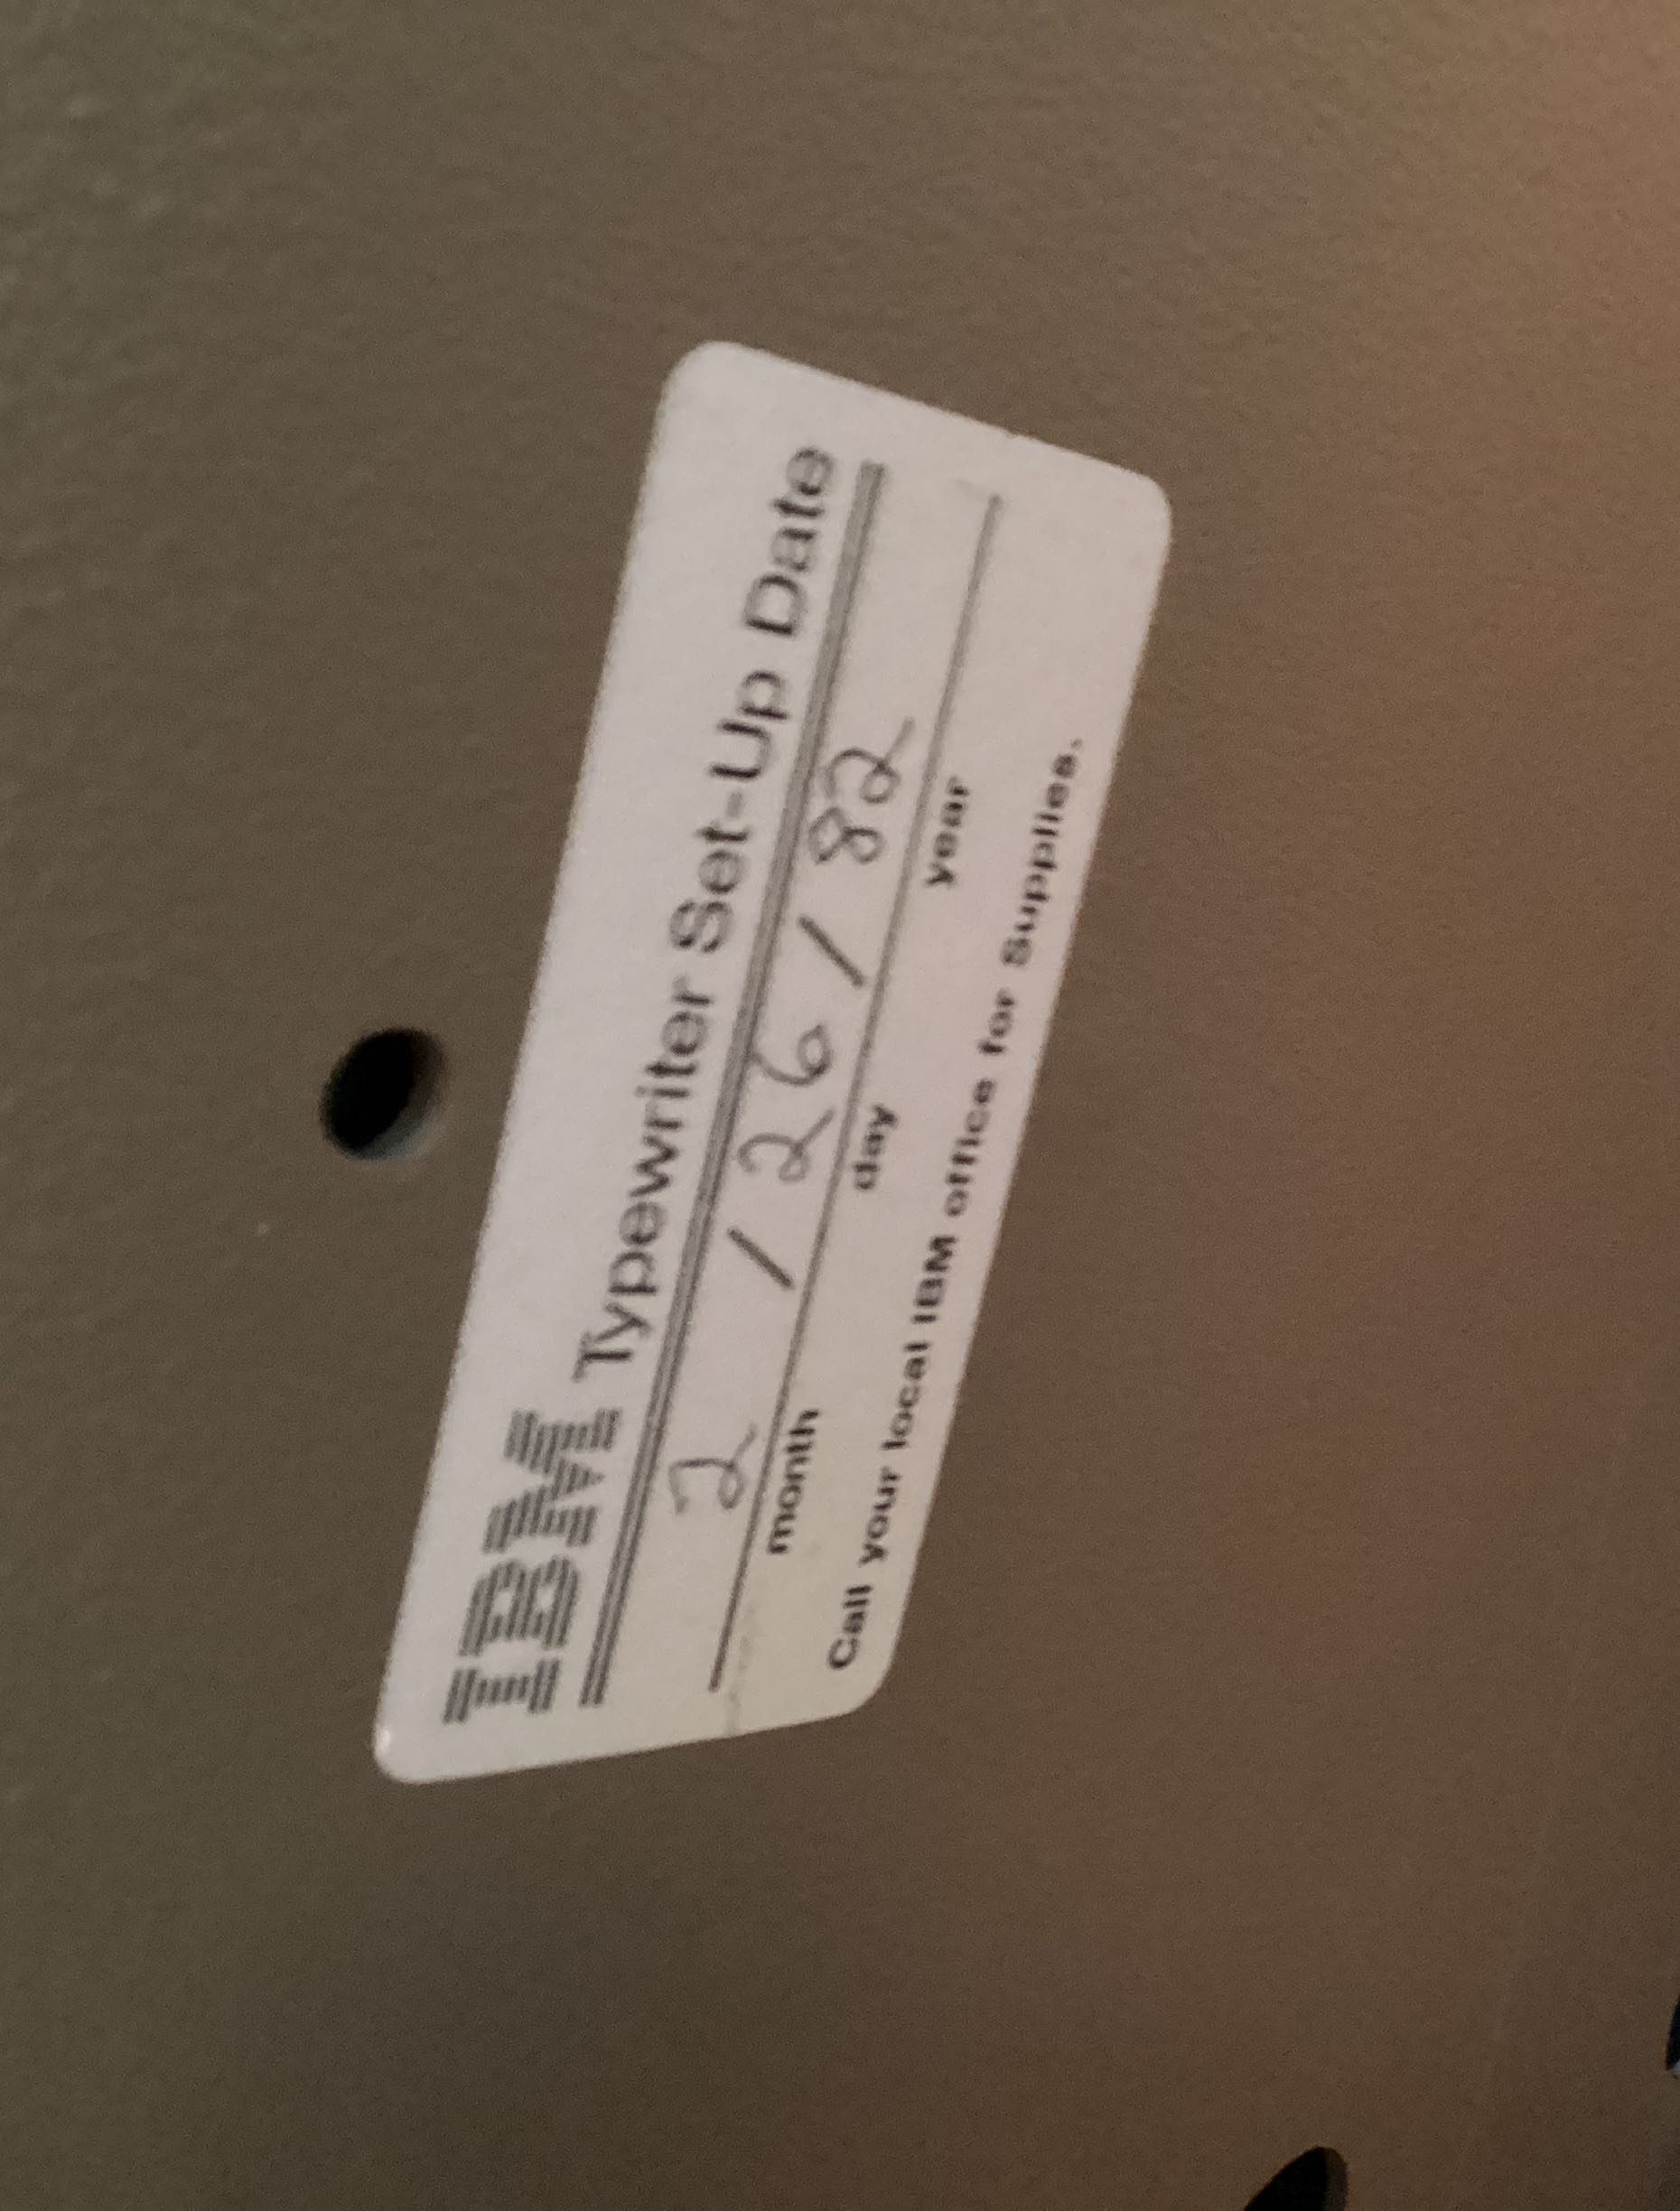 IBM Typewriter Set-Up Date
2 / 26 / 82
month day year
Call your local IBM office for Supplies.